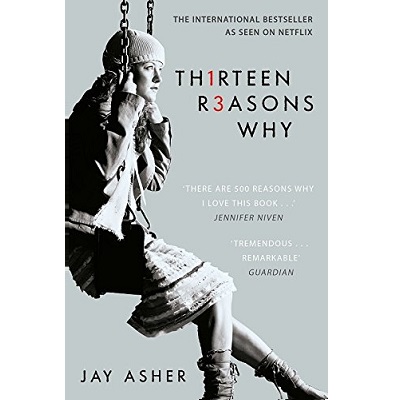 THE INTERNATIONAL BESTSELLER
AS SEEN ON NETFLIX
TH1RTEEN
R3ASONS
WHY
‘THERE ARE 500 REASONS WHY
I LOVE THIS BOOK . . .’
JENNIFER NIVEN
‘TREMENDOUS . . .
REMARKABLE’
GUARDIAN
JAY ASHER